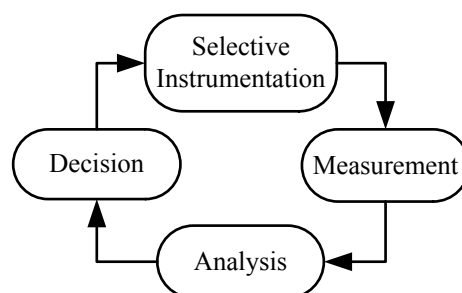 Selective
Instrumentation
Decision
Measurement
Analysis